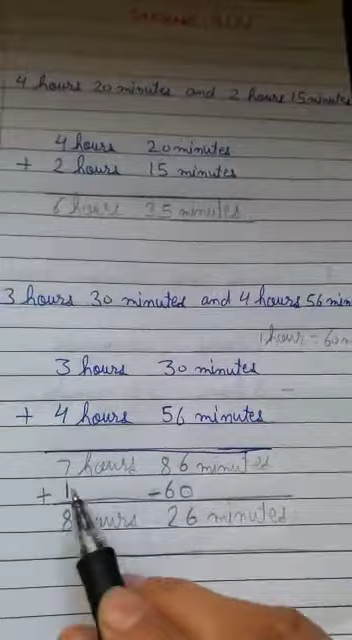 4 hours 20 minutes and 2 hours 15 minutes
4 hours 20 minutes
+ 2 hours 15 minutes
6 hours 35 minutes
3 hours 30 minutes and 4 hours 56 min
1 hour = 60 m
3 hours 30 minutes
+ 4 hours 56 minutes
7 hours 86 minutes
+ 1 -60
8 hours 26 minutes